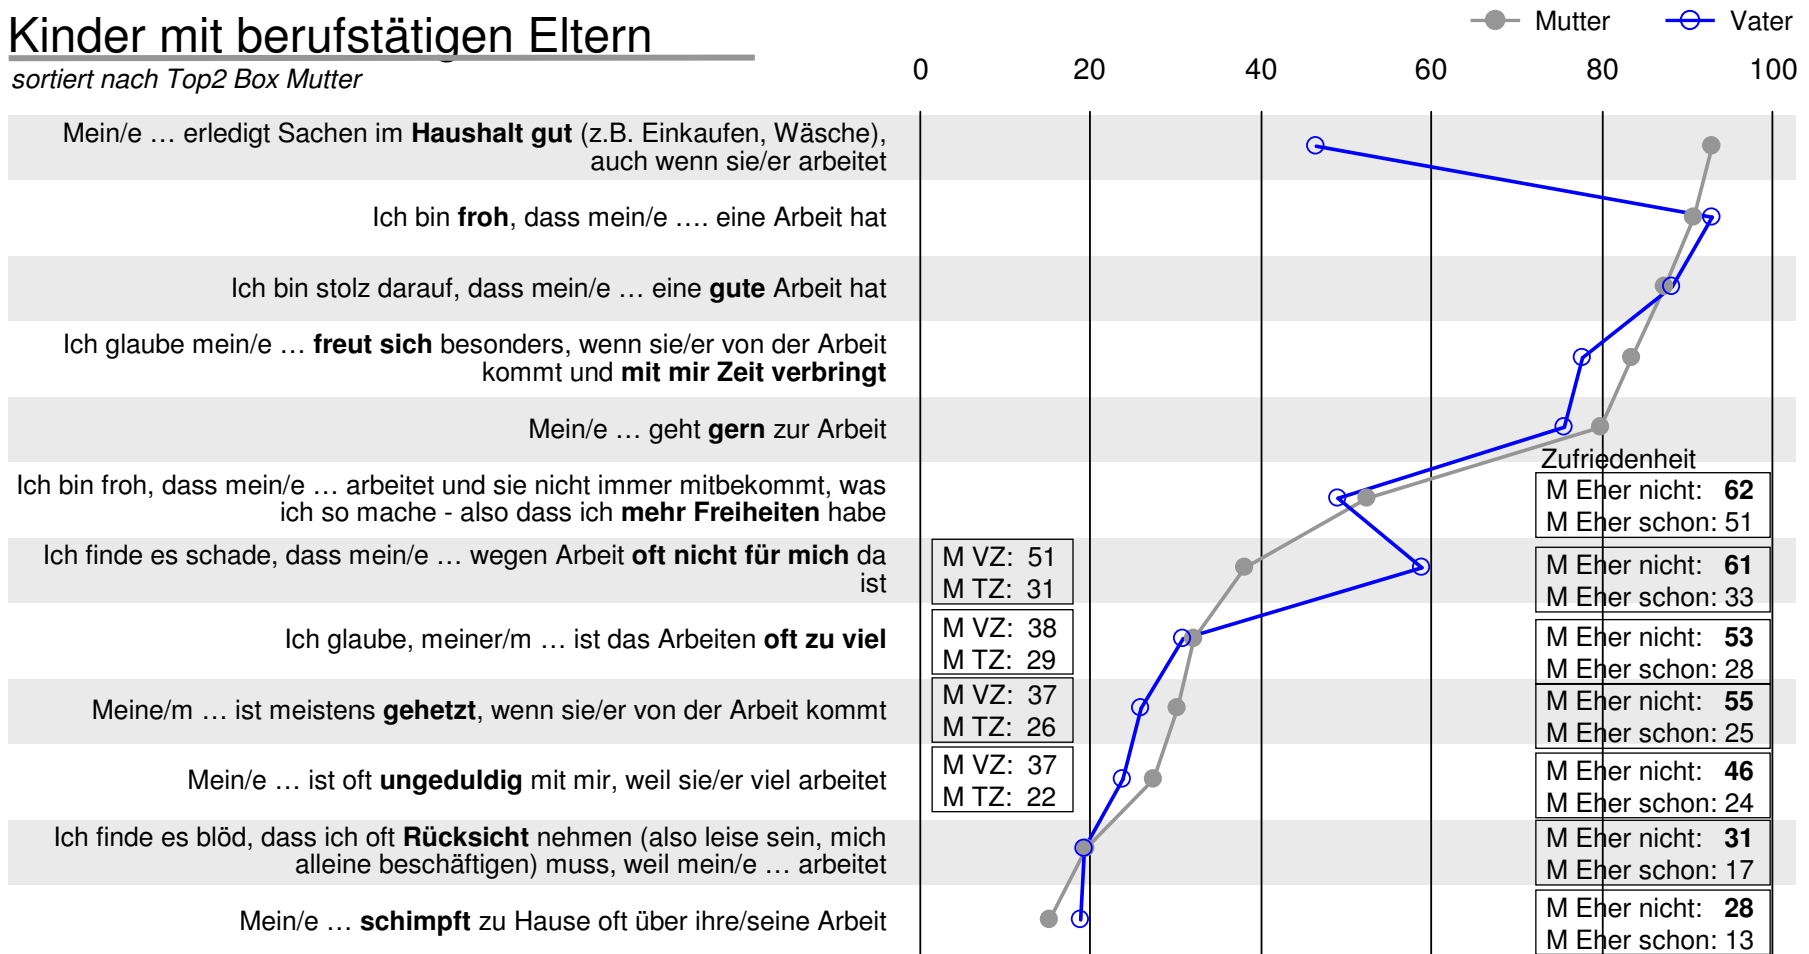 Kinder mit berufstätigen Eltern
sortiert nach Top2 Box Mutter
Mutter Vater
0 20 40 60 80 100
Mein/e … erledigt Sachen im Haushalt gut (z.B. Einkaufen, Wäsche),
auch wenn sie/er arbeitet
Ich bin froh, dass mein/e …. eine Arbeit hat
Ich bin stolz darauf, dass mein/e … eine gute Arbeit hat
Ich glaube mein/e … freut sich besonders, wenn sie/er von der Arbeit
kommt und mit mir Zeit verbringt
Mein/e … geht gern zur Arbeit
Zufriedenheit
Ich bin froh, dass mein/e … arbeitet und sie nicht immer mitbekommt, was
ich so mache - also dass ich mehr Freiheiten habe
M Eher nicht: 62
M Eher schon: 51
Ich finde es schade, dass mein/e … wegen Arbeit oft nicht für mich da
ist
M VZ: 51
M TZ: 31
M Eher nicht: 61
M Eher schon: 33
Ich glaube, meiner/m … ist das Arbeiten oft zu viel
M VZ: 38
M TZ: 29
M Eher nicht: 53
M Eher schon: 28
Meine/m … ist meistens gehetzt, wenn sie/er von der Arbeit kommt
M VZ: 37
M TZ: 26
M Eher nicht: 55
M Eher schon: 25
Mein/e … ist oft ungeduldig mit mir, weil sie/er viel arbeitet
M VZ: 37
M TZ: 22
M Eher nicht: 46
M Eher schon: 24
Ich finde es blöd, dass ich oft Rücksicht nehmen (also leise sein, mich
alleine beschäftigen) muss, weil mein/e … arbeitet
M Eher nicht: 31
M Eher schon: 17
Mein/e … schimpft zu Hause oft über ihre/seine Arbeit
M Eher nicht: 28
M Eher schon: 13